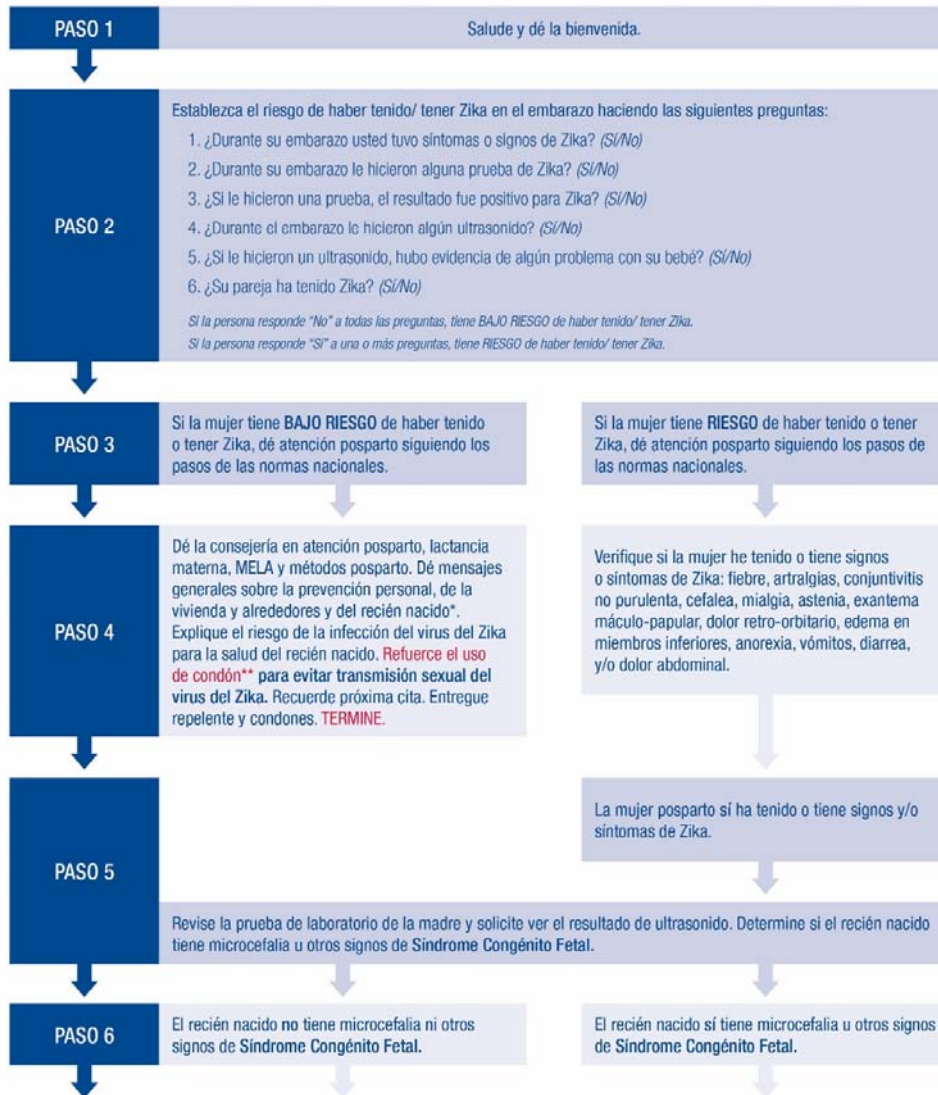 PASO 1
Salude y dé la bienvenida.
PASO 2
Establezca el riesgo de haber tenido/ tener Zika en el embarazo haciendo las siguientes preguntas:
1. ¿Durante su embarazo usted tuvo síntomas o signos de Zika? (Sí/No)
2. ¿Durante su embarazo le hicieron alguna prueba de Zika? (Sí/No)
3. ¿Si le hicieron una prueba, el resultado fue positivo para Zika? (Sí/No)
4. ¿Durante el embarazo le hicieron algún ultrasonido? (Sí/No)
5. ¿Si le hicieron un ultrasonido, hubo evidencia de algún problema con su bebé? (Sí/No)
6. ¿Su pareja ha tenido Zika? (Sí/No)
Si la persona responde "No" a todas las preguntas, tiene BAJO RIESGO de haber tenido/ tener Zika.
Si la persona responde "Sí" a una o más preguntas, tiene RIESGO de haber tenido/ tener Zika.
PASO 3
Si la mujer tiene BAJO RIESGO de haber tenido
o tener Zika, dé atención posparto siguiendo los
pasos de las normas nacionales.
Si la mujer tiene RIESGO de haber tenido o tener
Zika, dé atención posparto siguiendo los pasos de
las normas nacionales.
PASO 4
Dé la consejería en atención posparto, lactancia
materna, MELA y métodos posparto. Dé mensajes
generales sobre la prevención personal, de la
vivienda y alrededores y del recién nacido*.
Explique el riesgo de la infección del virus del Zika
para la salud del recién nacido. Refuerce el uso
de condón** para evitar transmisión sexual del
virus del Zika. Recuerde próxima cita. Entregue
repelente y condones. TERMINE.
Verifique si la mujer he tenido o tiene signos
o síntomas de Zika: fiebre, artralgias, conjuntivitis
no purulenta, cefalea, mialgia, astenia, exantema
máculo-papular, dolor retro-orbitario, edema en
miembros inferiores, anorexia, vómitos, diarrea,
y/o dolor abdominal.
PASO 5
La mujer posparto sí ha tenido o tiene signos y/o
síntomas de Zika.
Revise la prueba de laboratorio de la madre y solicite ver el resultado de ultrasonido. Determine si el recién nacido
tiene microcefalia u otros signos de Síndrome Congénito Fetal.
PASO 6
El recién nacido no tiene microcefalia ni otros
signos de Síndrome Congénito Fetal.
El recién nacido sí tiene microcefalia u otros signos
de Síndrome Congénito Fetal.